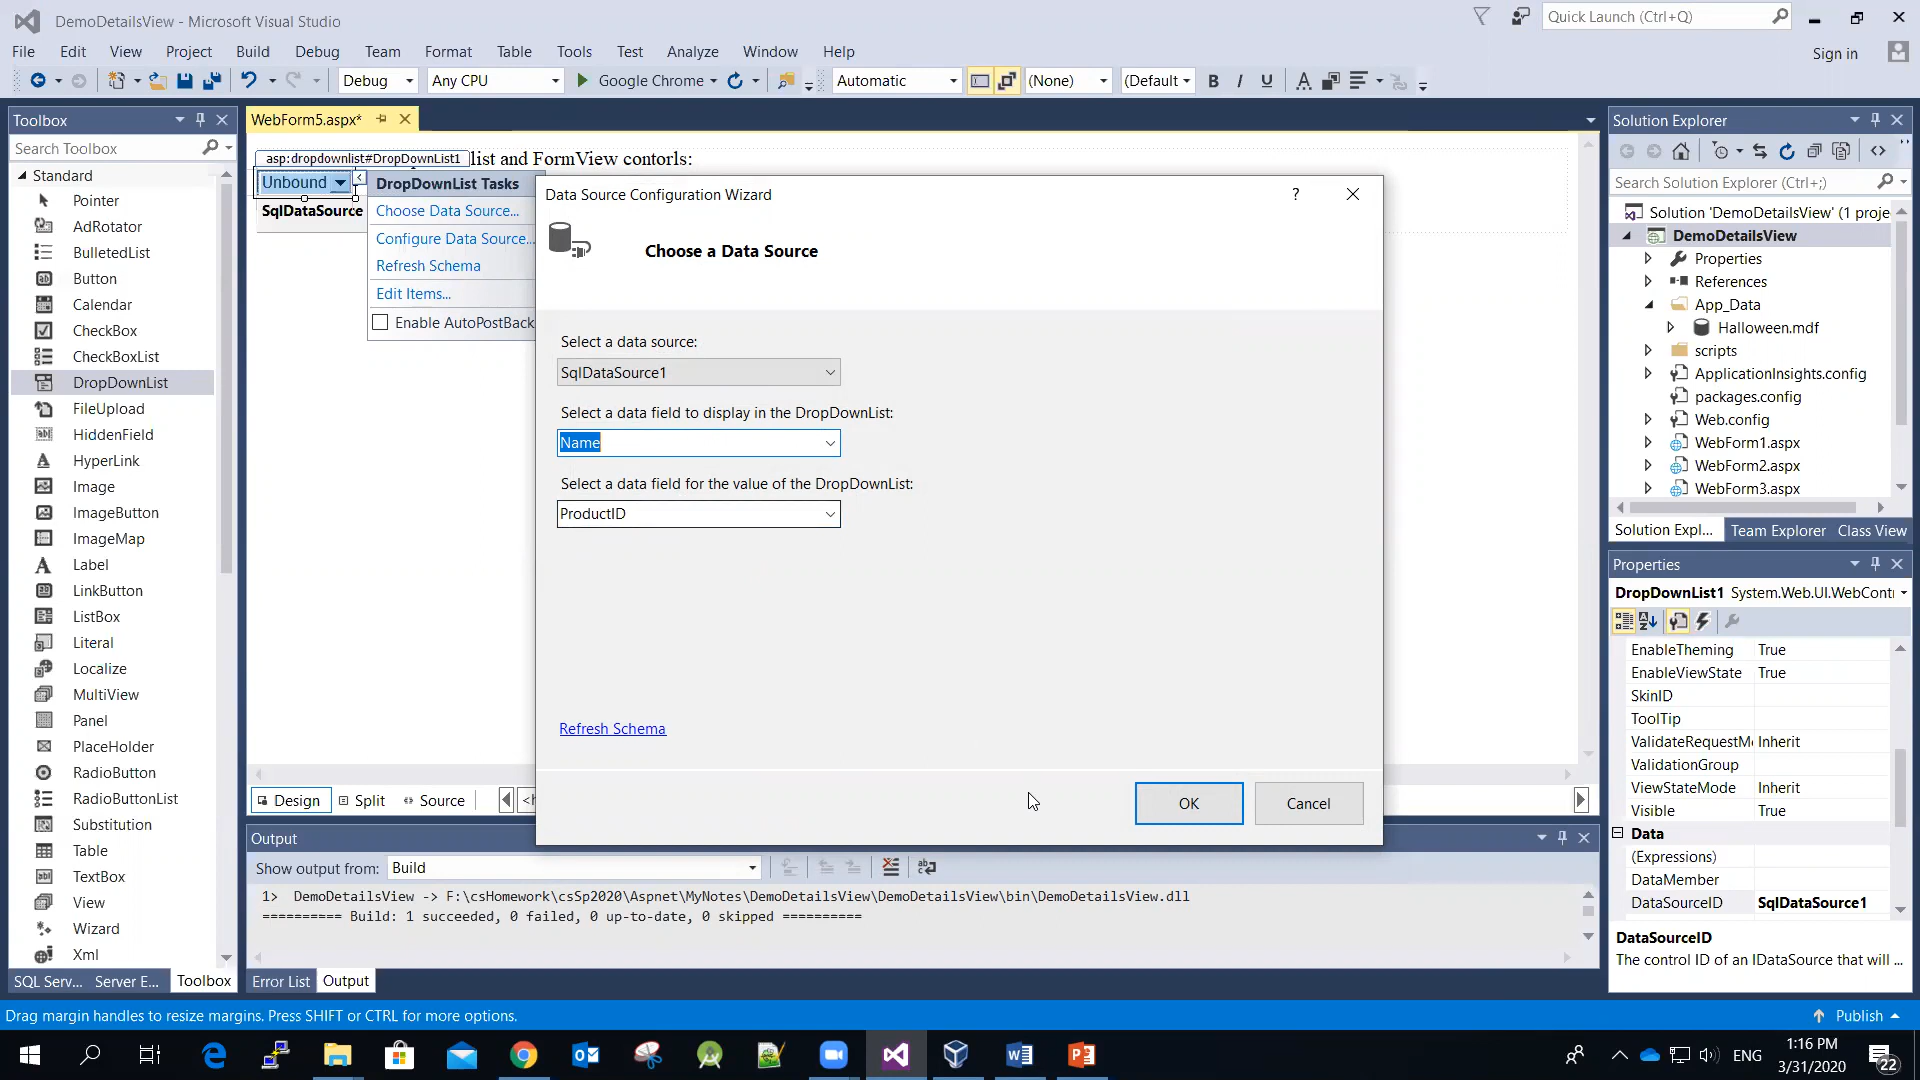 DemoDetailsView - Microsoft Visual Studio
Quick Launch (Ctrl+Q)
File Edit View Project Build Debug Team Format Table Tools Test Analyze Window Help
Sign in
Debug Any CPU Google Chrome Automatic (None) (Default B I U
Toolbox
Search Toolbox
Standard
Pointer
AdRotator
BulletedList
Button
Calendar
CheckBox
CheckBoxList
DropDownList
FileUpload
HiddenField
HyperLink
Image
ImageButton
ImageMap
Label
LinkButton
ListBox
Literal
Localize
MultiView
Panel
PlaceHolder
RadioButton
RadioButtonList
Substitution
Table
TextBox
View
Wizard
Xml
SQL Serv... Server E... Toolbox
WebForm5.aspx*
asp:dropdownlist#DropDownList1 list and FormView contorls:
Unbound
SqlDataSource
DropDownList Tasks
Choose Data Source...
Configure Data Source...
Refresh Schema
Edit Items...
Enable AutoPostBack
Data Source Configuration Wizard
?
Choose a Data Source
Select a data source:
SqlDataSource1
Select a data field to display in the DropDownList:
Name
Select a data field for the value of the DropDownList:
ProductID
Refresh Schema
OK Cancel
Design Split Source
Output
Show output from: Build
1> DemoDetailsView -> F:\csHomework\csSp2020\Aspnet\MyNotes\DemoDetailsView\DemoDetailsView\bin\DemoDetailsView.dll
========== Build: 1 succeeded, 0 failed, 0 up-to-date, 0 skipped ==========
Error List Output
Solution Explorer
Search Solution Explorer (Ctrl+;)
Solution 'DemoDetailsView' (1 proje
DemoDetailsView
Properties
References
App_Data
Halloween.mdf
scripts
ApplicationInsights.config
packages.config
Web.config
WebForm1.aspx
WebForm2.aspx
WebForm3.aspx
Solution Expl... Team Explorer Class View
Properties
DropDownList1 System.Web.UI.WebContr
EnableTheming True
EnableViewState True
SkinID
ToolTip
ValidateRequestMo Inherit
ValidationGroup
ViewStateMode Inherit
Visible True
Data
(Expressions)
DataMember
DataSourceID SqlDataSource1
DataSourceID
The control ID of an IDataSource that will ...
Drag margin handles to resize margins. Press SHIFT or CTRL for more options.
Publish
ENG
1:16 PM
3/31/2020
22